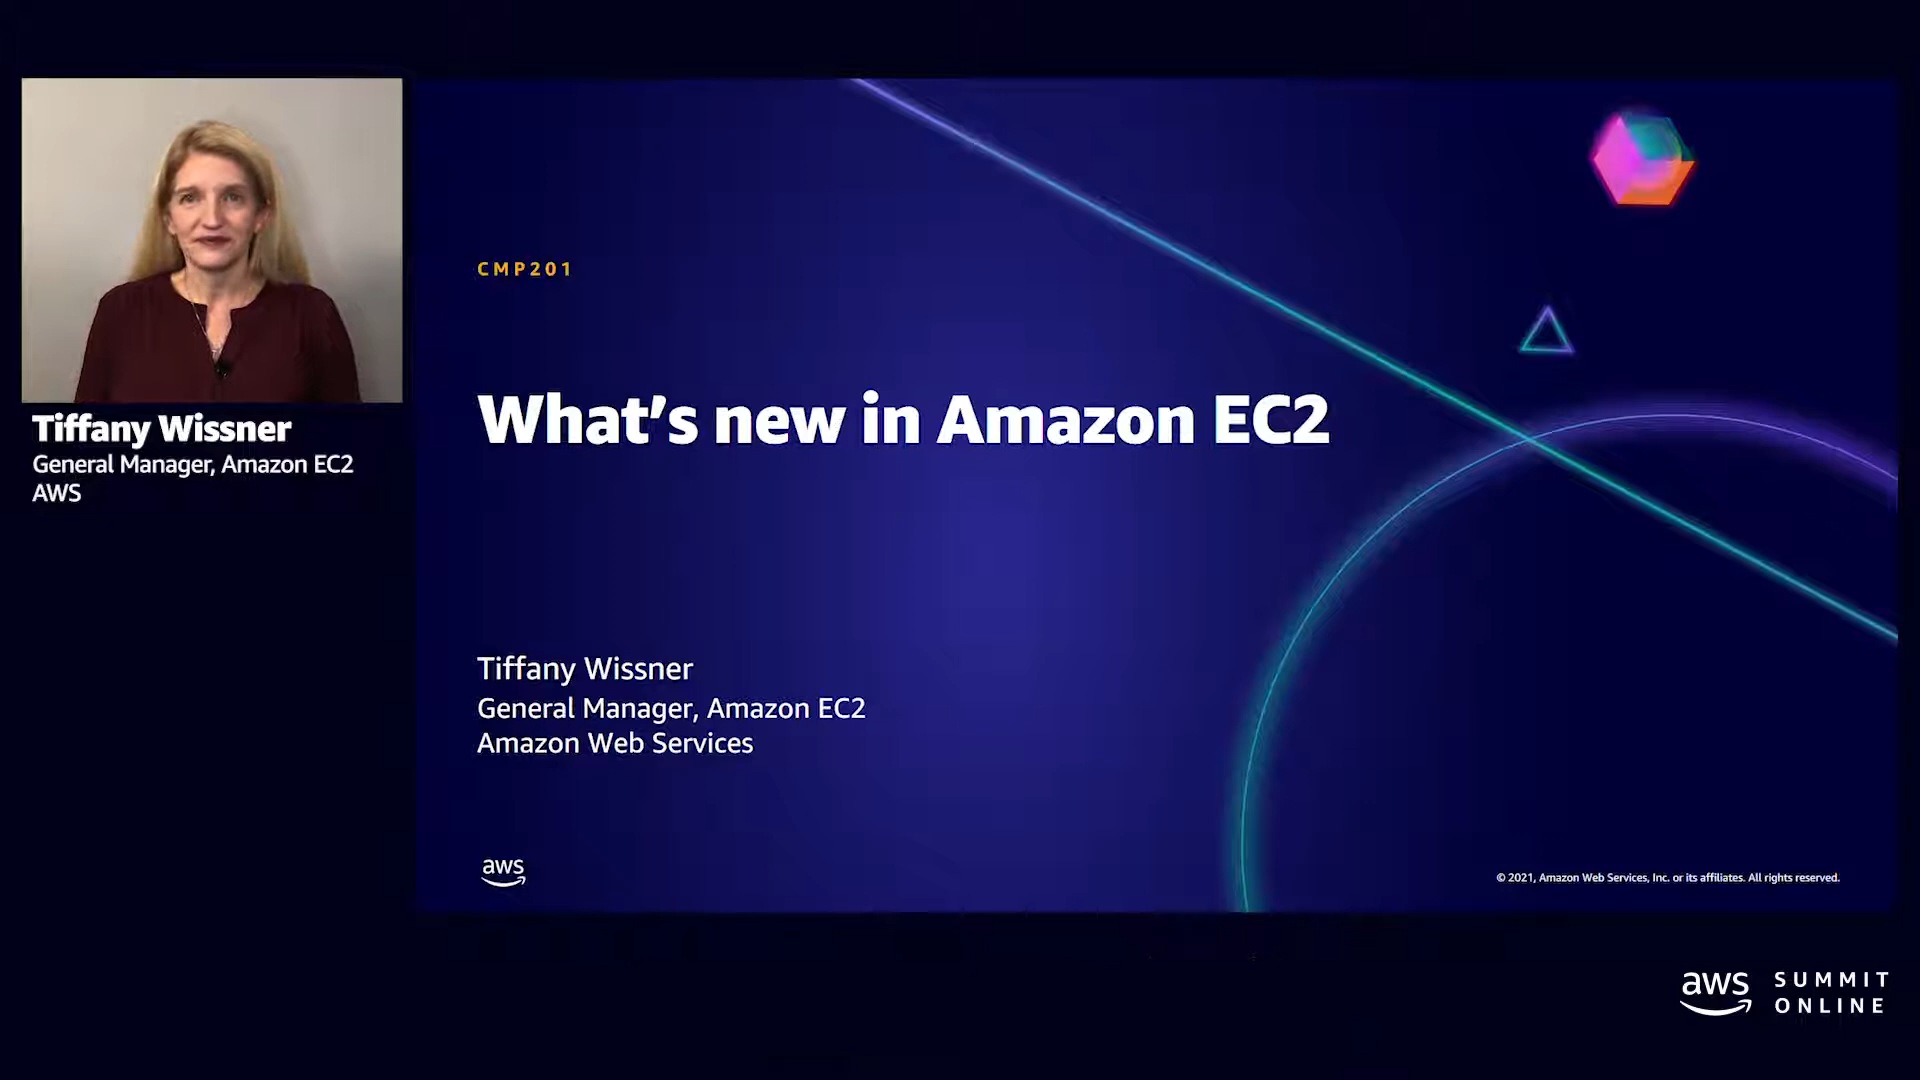 Tiffany Wissner
General Manager, Amazon EC2
AWS
CMP201
What's new in Amazon EC2
Tiffany Wissner
General Manager, Amazon EC2
Amazon Web Services
aws
© 2021, Amazon Web Services, Inc. or its affiliates. All rights reserved.
aws SUMMIT
ONLINE